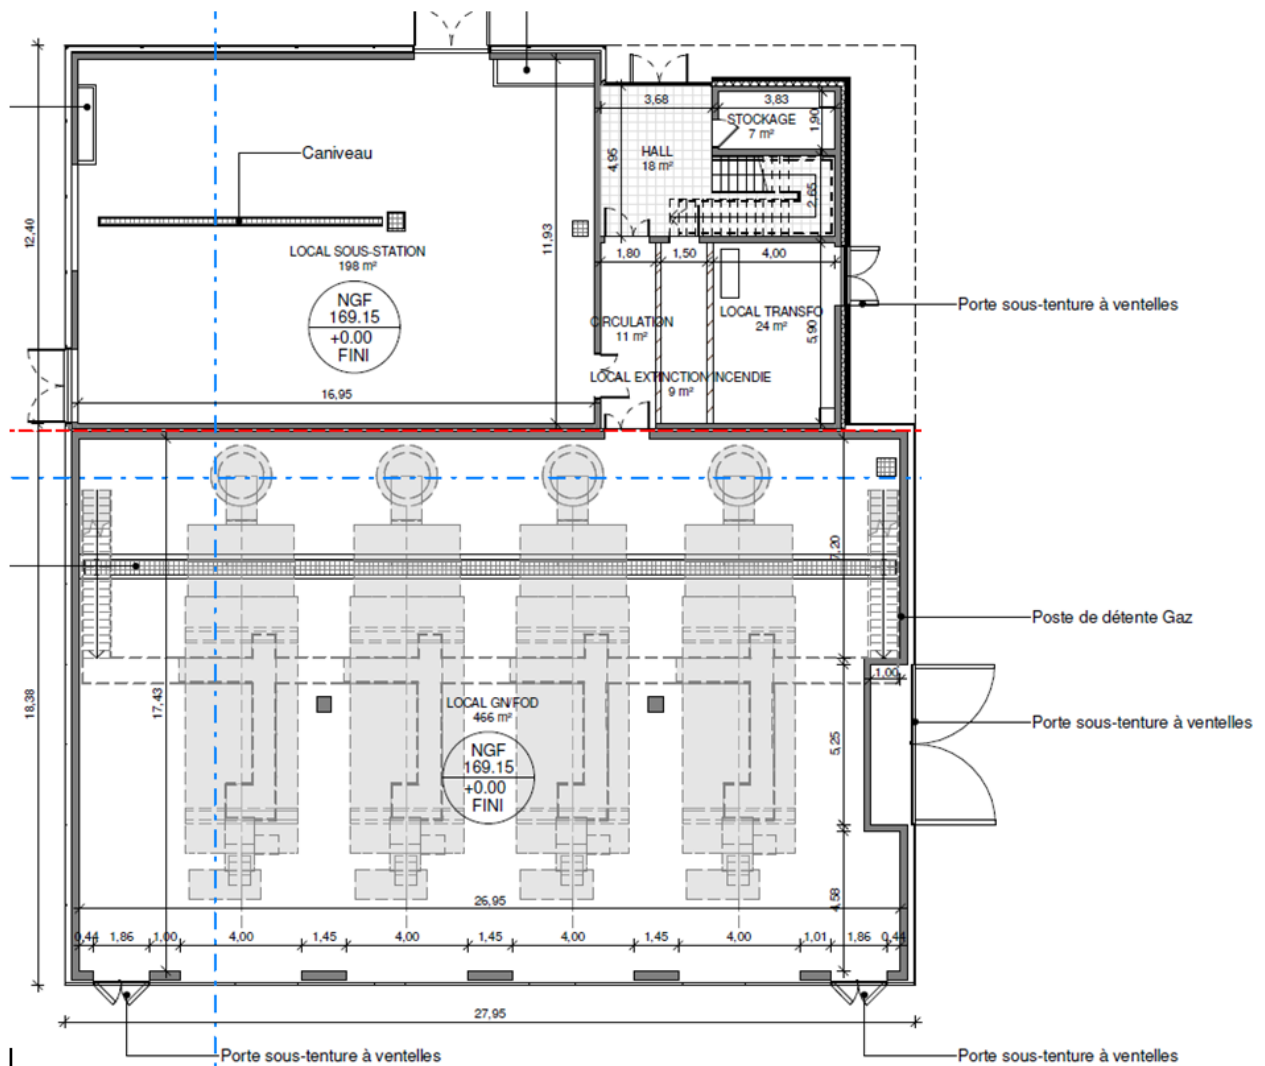 3,68
3,83
STOCKAGE
7 m²
1,90
HALL
18 m²
4,95
Caniveau
2,65
12,40
11,93
LOCAL SOUS-STATION
198 m²
1,80
1,50
4,00
NGF
169.15
+0.00
FINI
Porte sous-tenture à ventelles
LOCAL TRANSFO
24 m²
CIRCULATION
11 m²
5,90
LOCAL EXTINCTION INCENDIE
9 m²
16,95
7,20
Poste de détente Gaz
1,00
18,38
17,43
LOCAL GN/FOD
466 m²
Porte sous-tenture à ventelles
5,25
NGF
169.15
+0.00
FINI
4,58
26,95
0,44
1,86
1,00
4,00
1,45
4,00
1,45
4,00
1,45
4,00
1,01
1,86
0,44
27,95
Porte sous-tenture à ventelles
Porte sous-tenture à ventelles